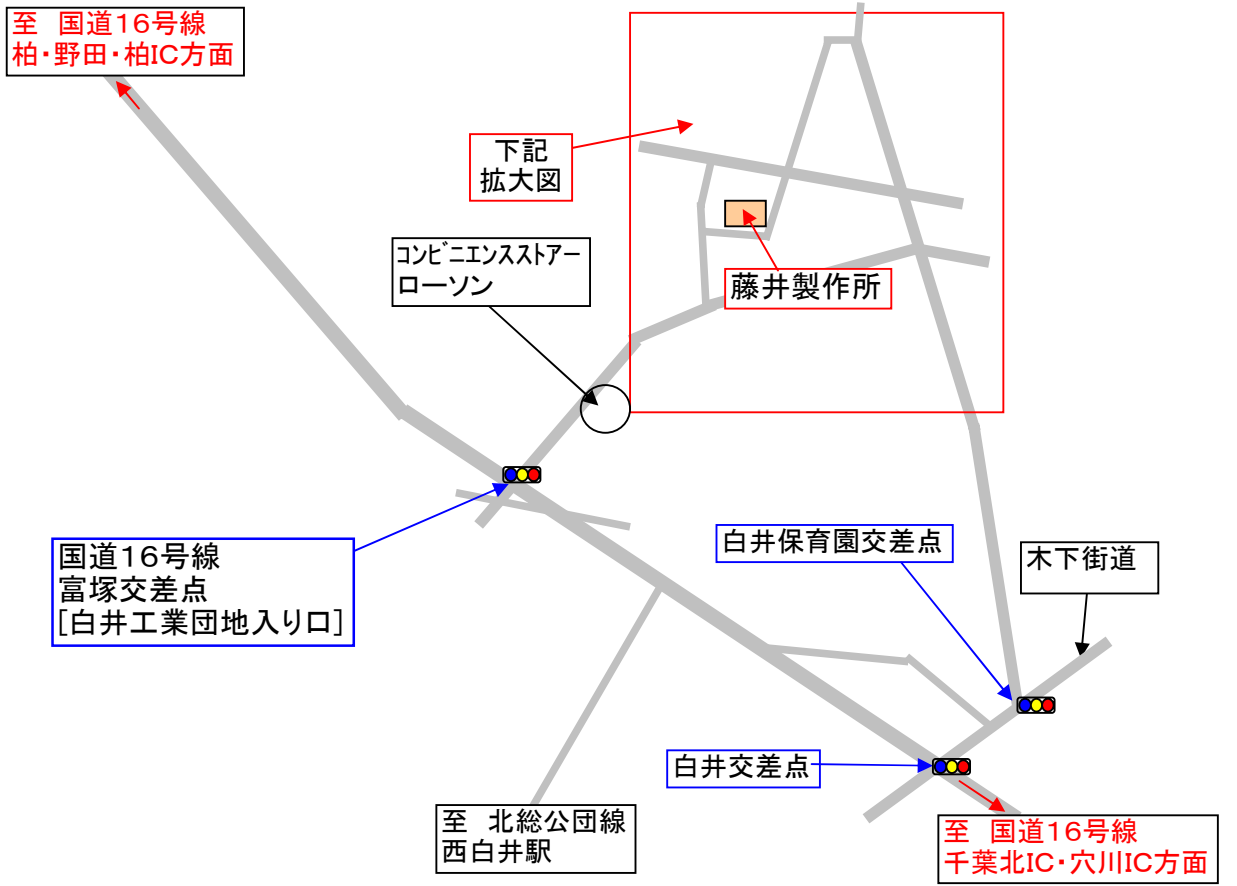 至　国道16号線
柏・野田・柏IC方面
下記
拡大図
コンビニエンスストアー
ローソン
藤井製作所
国道16号線
富塚交差点
[白井工業団地入り口]
白井保育園交差点
木下街道
白井交差点
至　北総公団線
西白井駅
至　国道16号線
千葉北IC・穴川IC方面